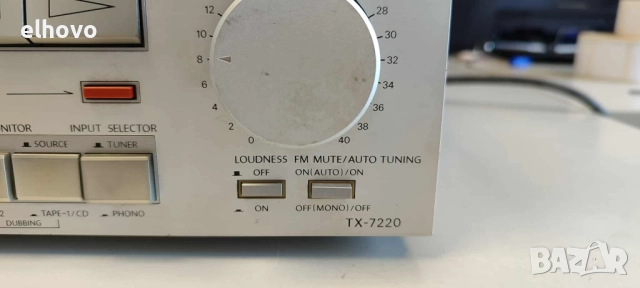 elhovo
12
10
8
6
4
2
0
28
30
32
34
36
38
40
MONITOR
INPUT SELECTOR
SOURCE
TUNER
2
TAPE-1/CD
PHONO
DUBBING
LOUDNESS FM MUTE/AUTO TUNING
OFF ON(AUTO)/ON
ON OFF(MONO)/OFF
TX-7220
BAZAR
bg